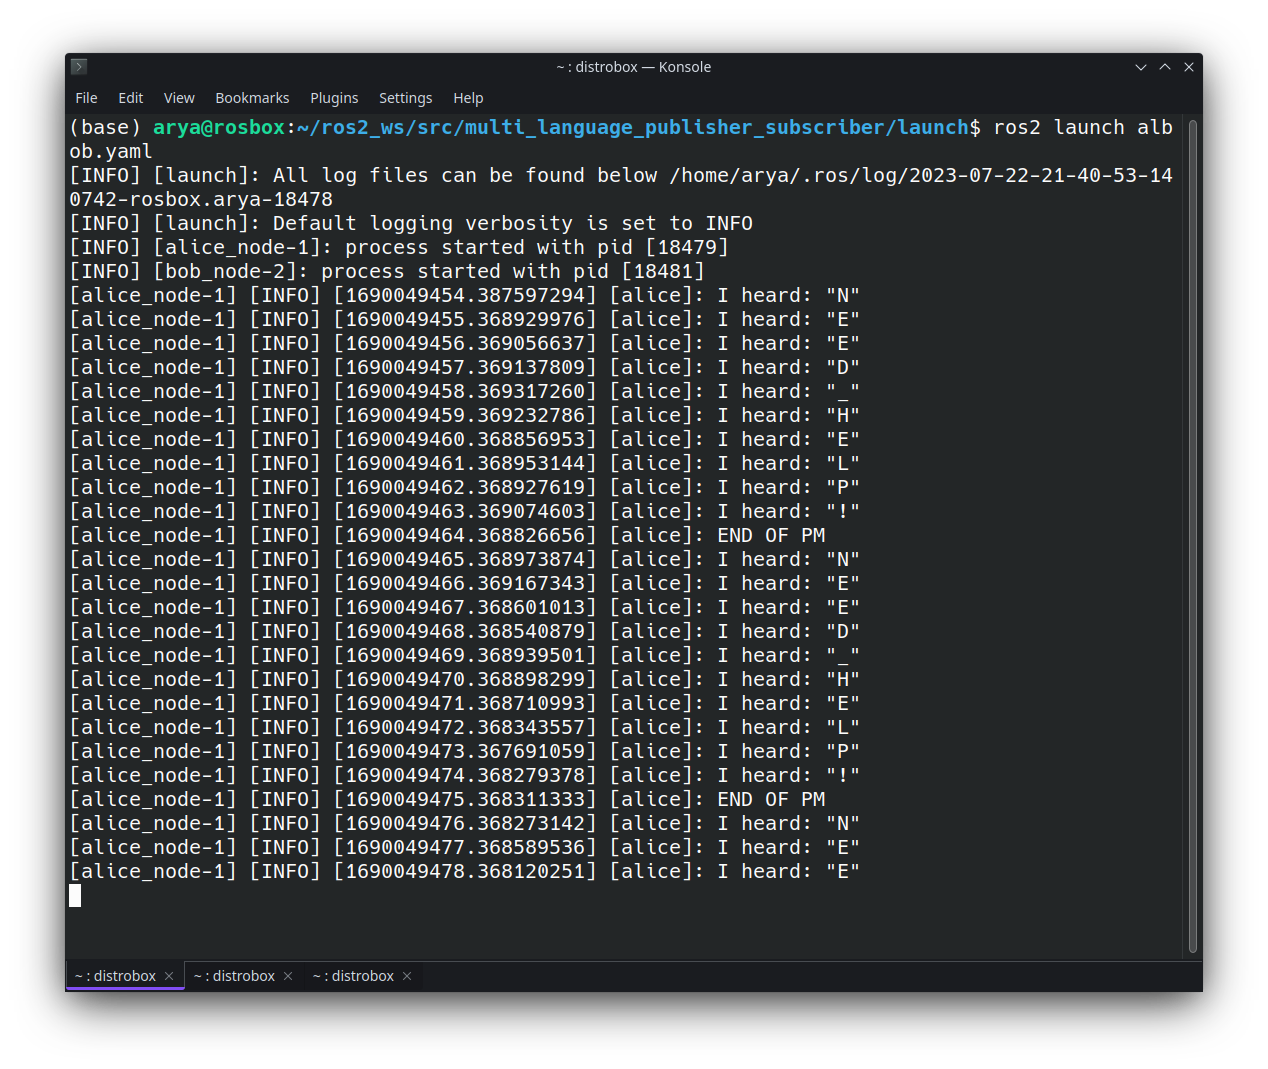 ~ : distrobox — Konsole
File Edit View Bookmarks Plugins Settings Help
(base) arya@rosbox:~/ros2_ws/src/multi_language_publisher_subscriber/launch$ ros2 launch alb
ob.yaml
[INFO] [launch]: All log files can be found below /home/arya/.ros/log/2023-07-22-21-40-53-14
0742-rosbox.arya-18478
[INFO] [launch]: Default logging verbosity is set to INFO
[INFO] [alice_node-1]: process started with pid [18479]
[INFO] [bob_node-2]: process started with pid [18481]
[alice_node-1] [INFO] [1690049454.387597294] [alice]: I heard: "N"
[alice_node-1] [INFO] [1690049455.368929976] [alice]: I heard: "E"
[alice_node-1] [INFO] [1690049456.369056637] [alice]: I heard: "E"
[alice_node-1] [INFO] [1690049457.369137809] [alice]: I heard: "D"
[alice_node-1] [INFO] [1690049458.369317260] [alice]: I heard: "_"
[alice_node-1] [INFO] [1690049459.369232786] [alice]: I heard: "H"
[alice_node-1] [INFO] [1690049460.368856953] [alice]: I heard: "E"
[alice_node-1] [INFO] [1690049461.368953144] [alice]: I heard: "L"
[alice_node-1] [INFO] [1690049462.368927619] [alice]: I heard: "P"
[alice_node-1] [INFO] [1690049463.369074603] [alice]: I heard: "!"
[alice_node-1] [INFO] [1690049464.368826656] [alice]: END OF PM
[alice_node-1] [INFO] [1690049465.368973874] [alice]: I heard: "N"
[alice_node-1] [INFO] [1690049466.369167343] [alice]: I heard: "E"
[alice_node-1] [INFO] [1690049467.368601013] [alice]: I heard: "E"
[alice_node-1] [INFO] [1690049468.368540879] [alice]: I heard: "D"
[alice_node-1] [INFO] [1690049469.368939501] [alice]: I heard: "_"
[alice_node-1] [INFO] [1690049470.368898299] [alice]: I heard: "H"
[alice_node-1] [INFO] [1690049471.368710993] [alice]: I heard: "E"
[alice_node-1] [INFO] [1690049472.368343557] [alice]: I heard: "L"
[alice_node-1] [INFO] [1690049473.367691059] [alice]: I heard: "P"
[alice_node-1] [INFO] [1690049474.368279378] [alice]: I heard: "!"
[alice_node-1] [INFO] [1690049475.368311333] [alice]: END OF PM
[alice_node-1] [INFO] [1690049476.368273142] [alice]: I heard: "N"
[alice_node-1] [INFO] [1690049477.368589536] [alice]: I heard: "E"
[alice_node-1] [INFO] [1690049478.368120251] [alice]: I heard: "E"
~ : distrobox ~ : distrobox ~ : distrobox